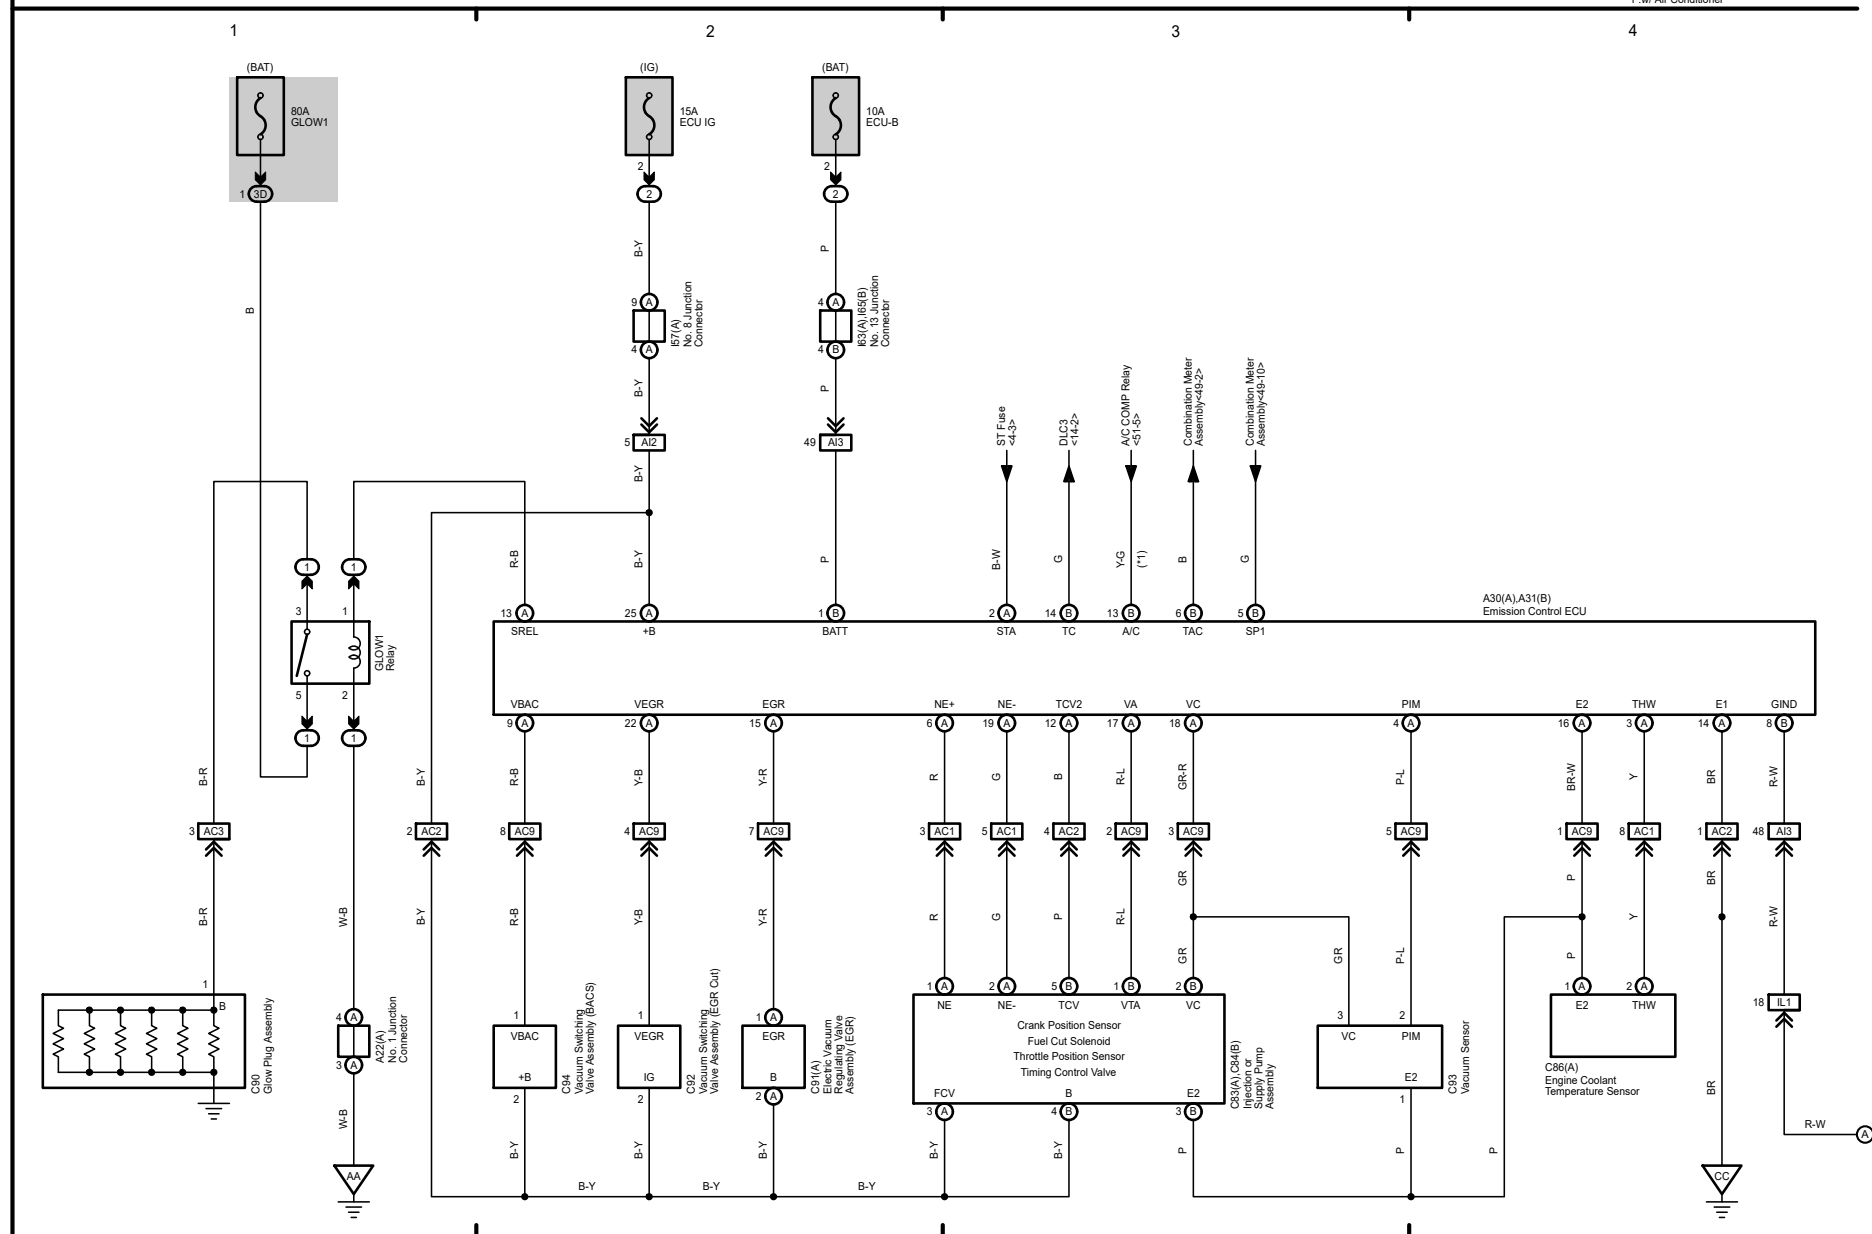 P:w/ Air Conditioner
1
2
3
4
(BAT)
(IG)
(BAT)
80A
GLOW1
15A
ECU IG
10A
ECU-B
2
2
1 3D
2
2
B
B-Y
P
9 A
4 A
I57(A)
No. 8 Junction
Connector
I63(A),I65(B)
No. 13 Junction
Connector
4 A
4 B
B-Y
P
ST Fuse
<4-3>
DLC3
<14-2>
A/C COMP Relay
<51-5>
Combination Meter
Assembly<49-2>
Combination Meter
Assembly<49-10>
5 AI2
49 AI3
B-Y
R-B
B-Y
P
B-W
G
Y-G
(*1)
B
G
1
1
3
1
GLOW1
Relay
5
2
1
1
13 A
25 A
1 B
2 A
14 B
13 B
6 B
5 B
A30(A),A31(B)
Emission Control ECU
SREL
+B
BATT
STA
TC
A/C
TAC
SP1
VBAC
VEGR
EGR
NE+
NE-
TCV2
VA
VC
PIM
E2
THW
E1
GIND
9 A
22 A
15 A
6 A
19 A
12 A
17 A
18 A
4 A
16 A
3 A
14 A
8 B
B-R
B-Y
R-B
Y-B
Y-R
R
G
B
R-L
GR-R
P-L
BR-W
Y
BR
R-W
3 AC3
2 AC2
8 AC9
4 AC9
7 AC9
3 AC1
5 AC1
4 AC2
2 AC9
3 AC9
5 AC9
1 AC9
8 AC1
1 AC2
48 AI3
GR
P
BR
B-R
W-B
B-Y
R-B
Y-B
Y-R
R
G
P
R-L
GR
GR
P-L
P
Y
R-W
1
B
C90
Glow Plug Assembly
4 A
3 A
A22(A)
No. 1 Junction
Connector
1
VBAC
+B
2
C94
Vacuum Switching
Valve Assembly (BACS)
1
VEGR
IG
2
C92
Vacuum Switching
Valve Assembly (EGR Cut)
1 A
EGR
B
2 A
C91(A)
Electric Vacuum
Regulating Valve
Assembly (EGR)
1 A
2 A
5 B
1 B
2 B
NE
NE-
TCV
VTA
VC
Crank Position Sensor
Fuel Cut Solenoid
Throttle Position Sensor
Timing Control Valve
FCV
B
E2
3 A
4 B
3 B
C83(A),C84(B)
Injection or
Supply Pump
Assembly
3
2
VC
PIM
E2
1
C93
Vacuum Sensor
1 A
2 A
E2
THW
C86(A)
Engine Coolant
Temperature Sensor
18 IL1
BR
R-W
A
W-B
B-Y
B-Y
B-Y
B-Y
B-Y
P
P
P
AA
B-Y
B-Y
B-Y
CC